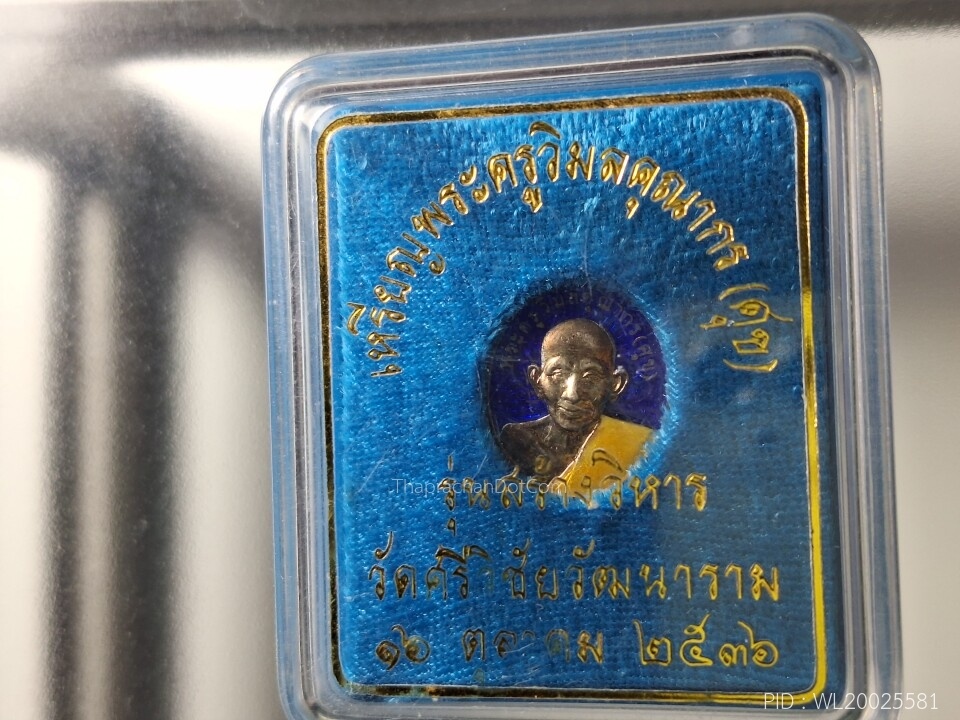 เหรียญพระครูวิมลคุณากร (ศุข)
รุ่นสร้างวิหาร
ThaprachanDotCom
วัดศรีวิชัยวัฒนาราม
๑๖ ตุลาคม ๒๕๓๖
PID : WL20025581